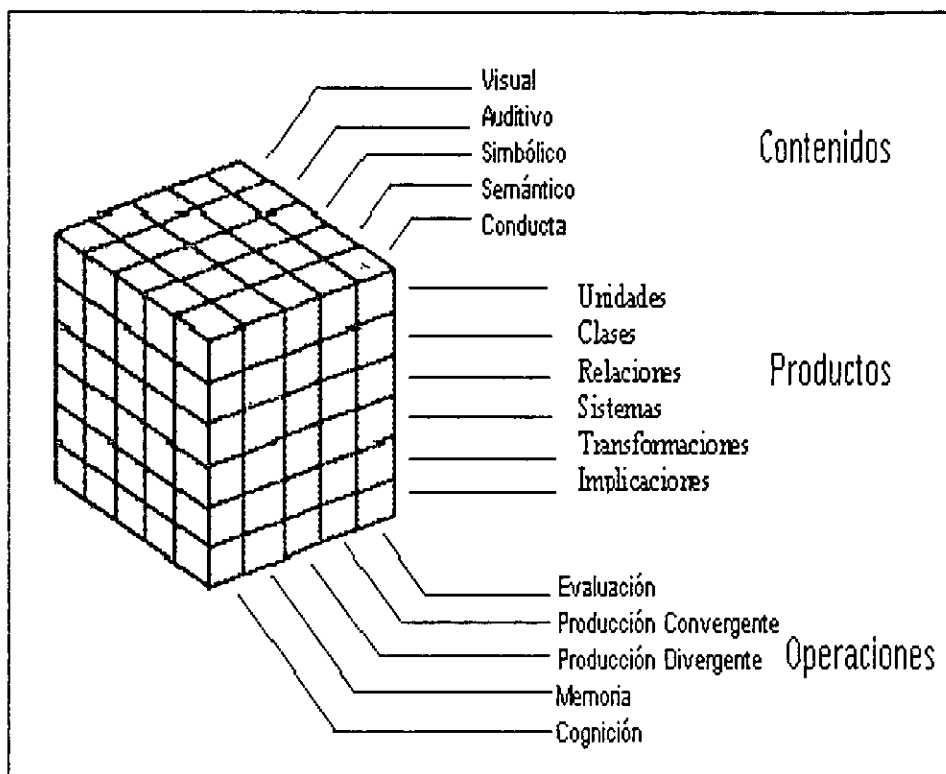 Visual
Auditivo
Simbólico
Semántico
Conducta
Contenidos
Unidades
Clases
Relaciones
Sistemas
Transformaciones
Implicaciones
Productos
Evaluación
Producción Convergente
Producción Divergente
Memoria
Cognición
Operaciones